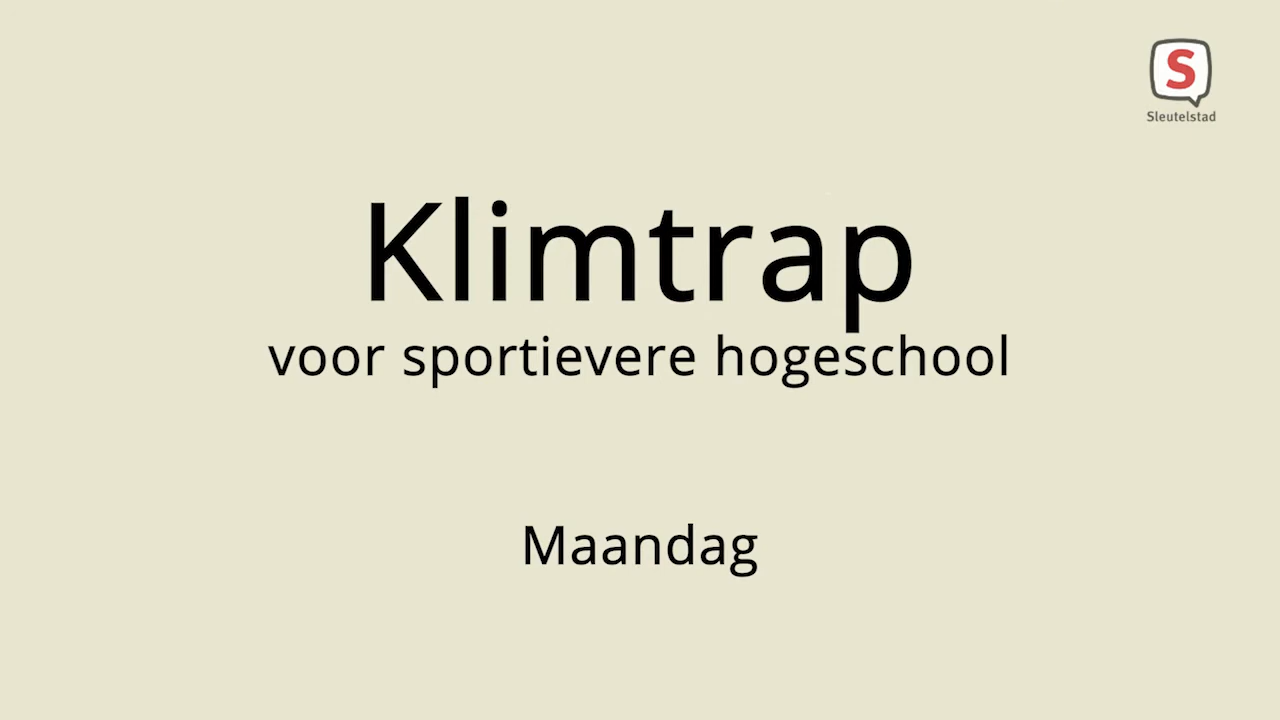 S
Sleutelstad
Klimtrap
voor sportievere hogeschool
Maandag